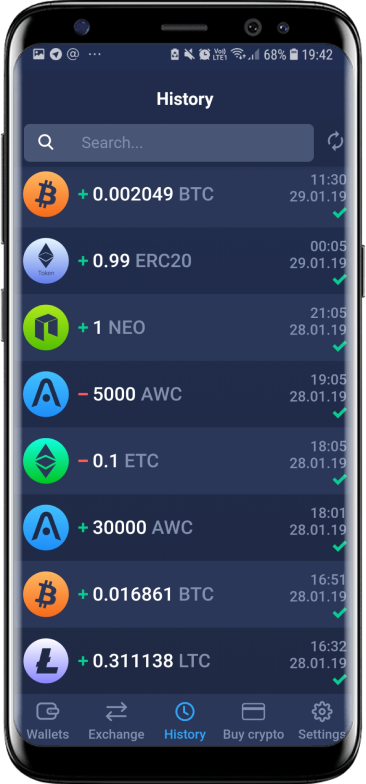 19:42
68%
Voi)
LTE1
History
Search...
+ 0.002049 BTC
11:30
29.01.19
Token
+ 0.99 ERC20
00:05
29.01.19
+ 1 NEO
21:05
28.01.19
- 5000 AWC
19:05
28.01.19
- 0.1 ETC
18:05
28.01.19
+ 30000 AWC
18:01
28.01.19
+ 0.016861 BTC
16:51
28.01.19
+ 0.311138 LTC
16:32
28.01.19
Wallets
Exchange
History
Buy crypto
Settings